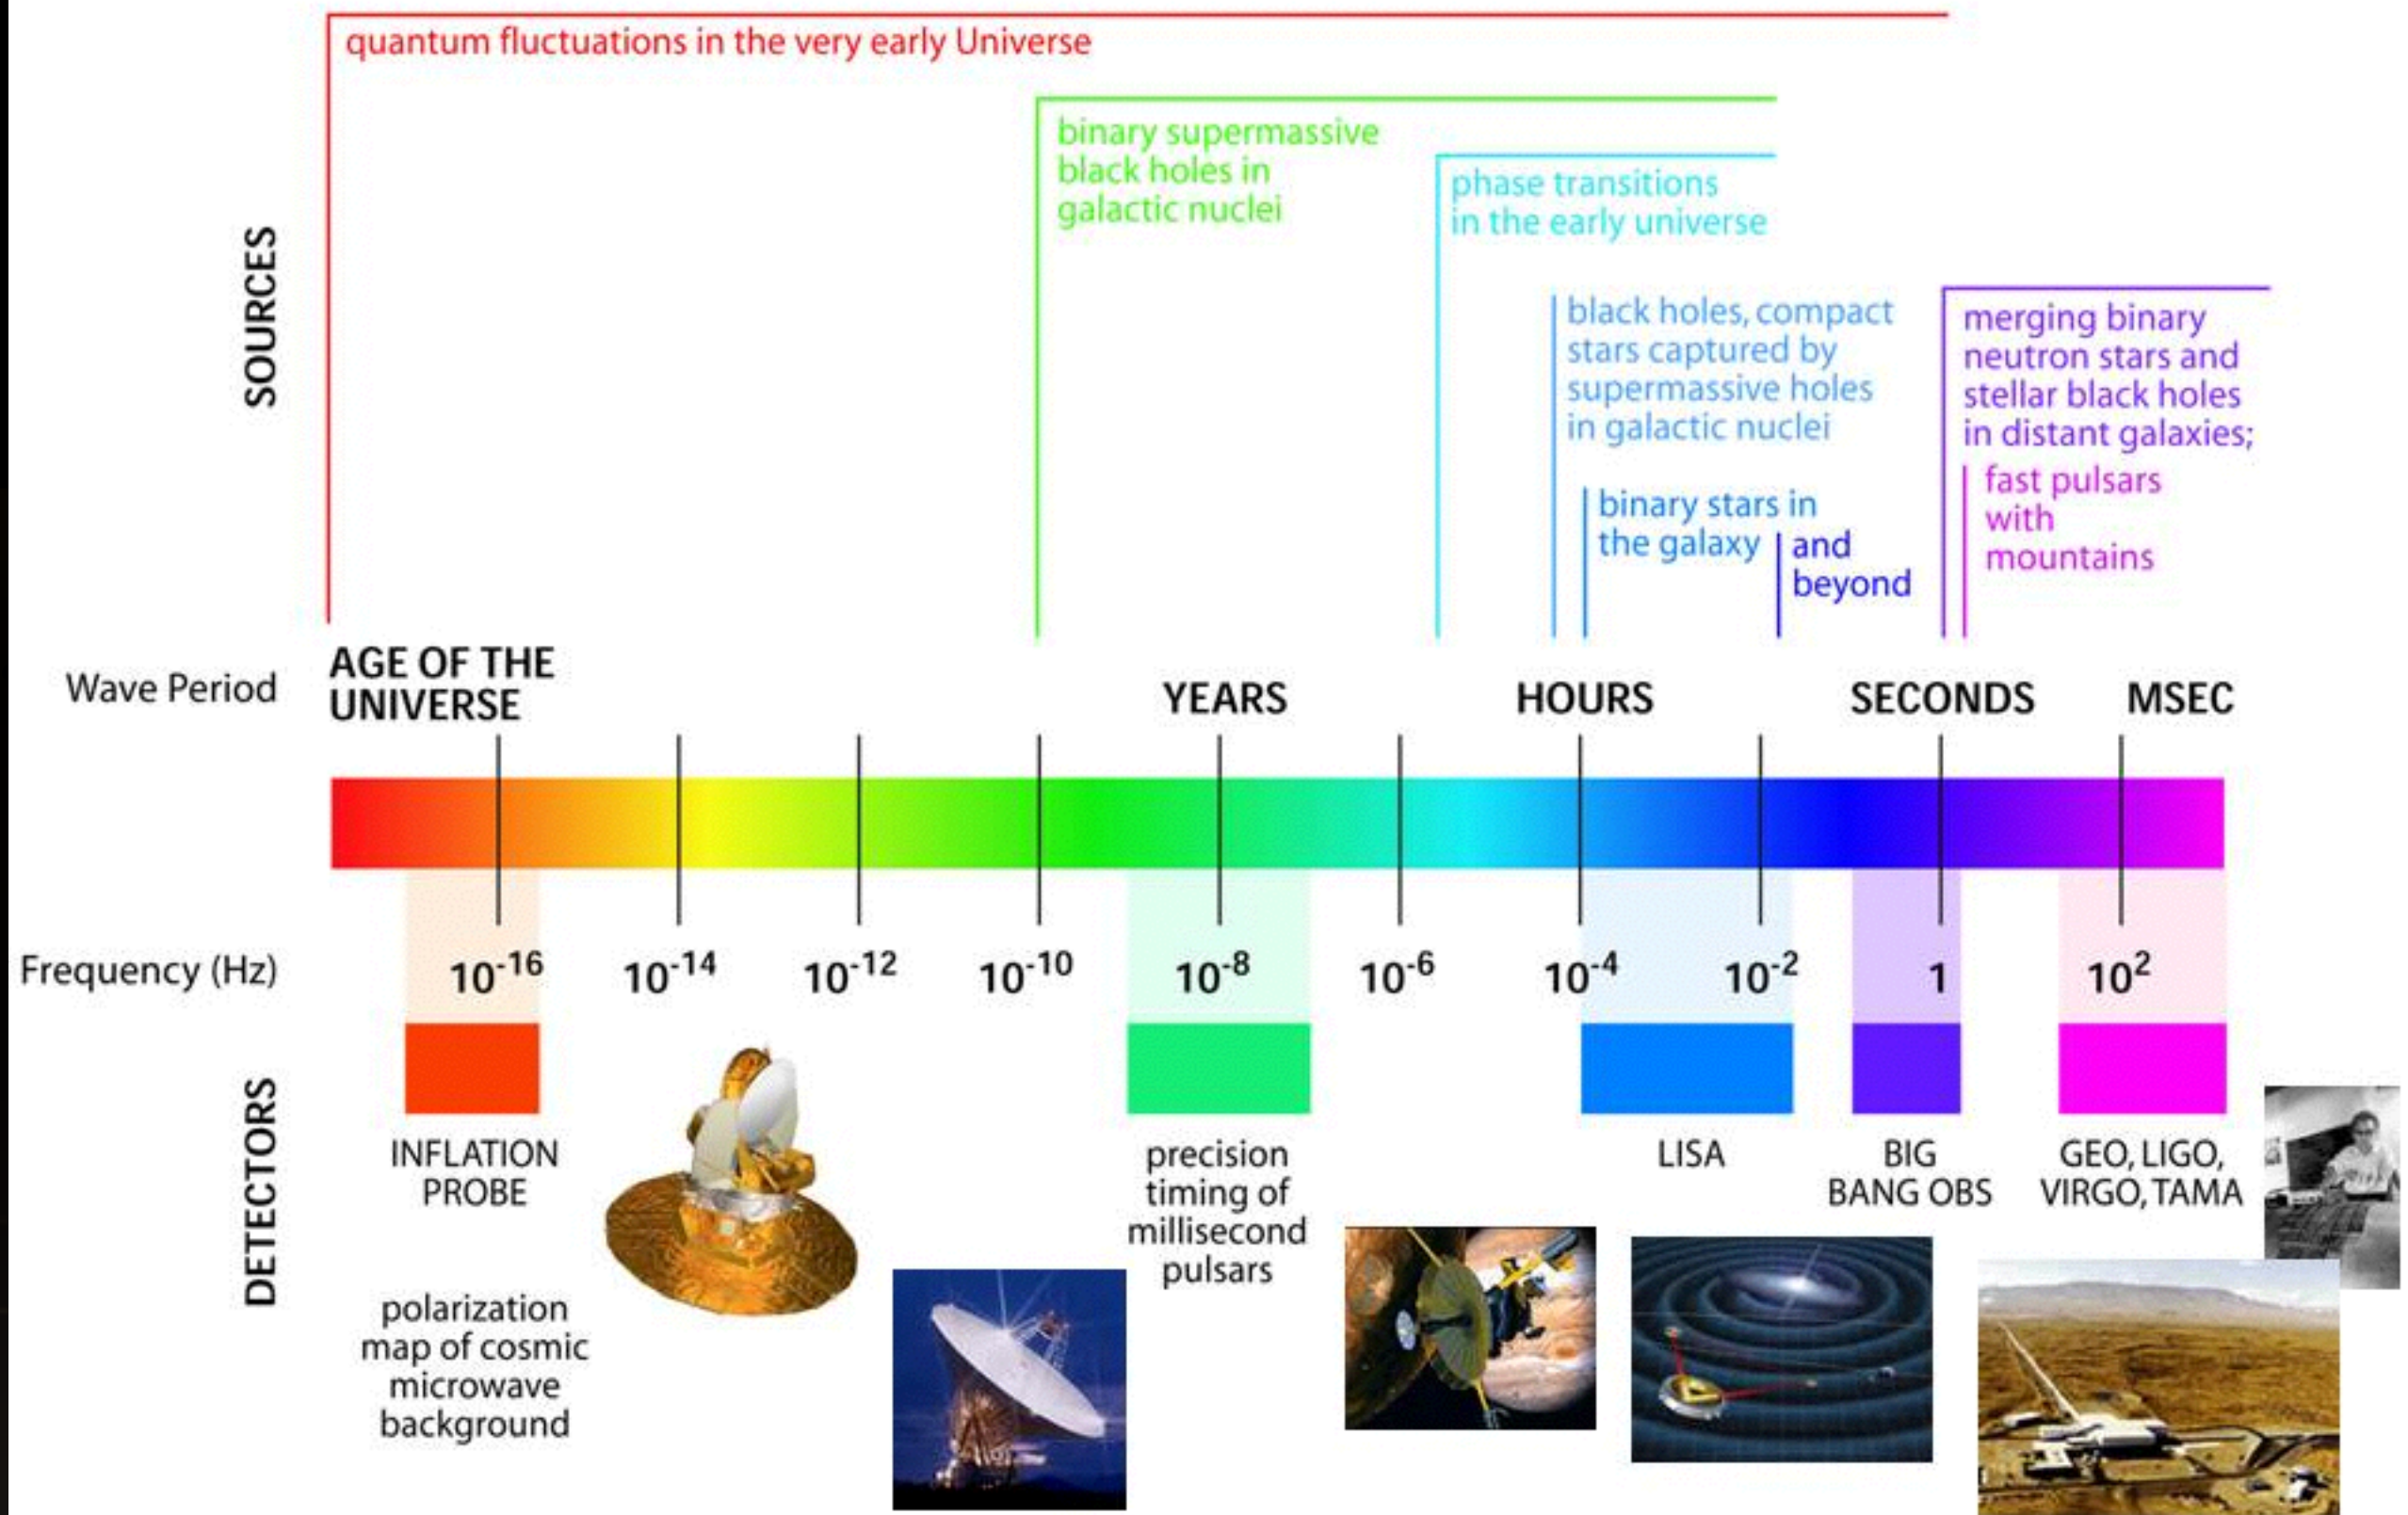 quantum fluctuations in the very early Universe
binary supermassive
black holes in
galactic nuclei
phase transitions
in the early universe
SOURCES
black holes, compact
stars captured by
supermassive holes
in galactic nuclei
merging binary
neutron stars and
stellar black holes
in distant galaxies;
fast pulsars
with
mountains
binary stars in
the galaxy
and
beyond
Wave Period
AGE OF THE
UNIVERSE
YEARS
HOURS
SECONDS
MSEC
Frequency (Hz)
10⁻¹⁶
10⁻¹⁴
10⁻¹²
10⁻¹⁰
10⁻⁸
10⁻⁶
10⁻⁴
10⁻²
1
10²
DETECTORS
INFLATION
PROBE
polarization
map of cosmic
microwave
background
precision
timing of
millisecond
pulsars
LISA
BIG
BANG OBS
GEO, LIGO,
VIRGO, TAMA